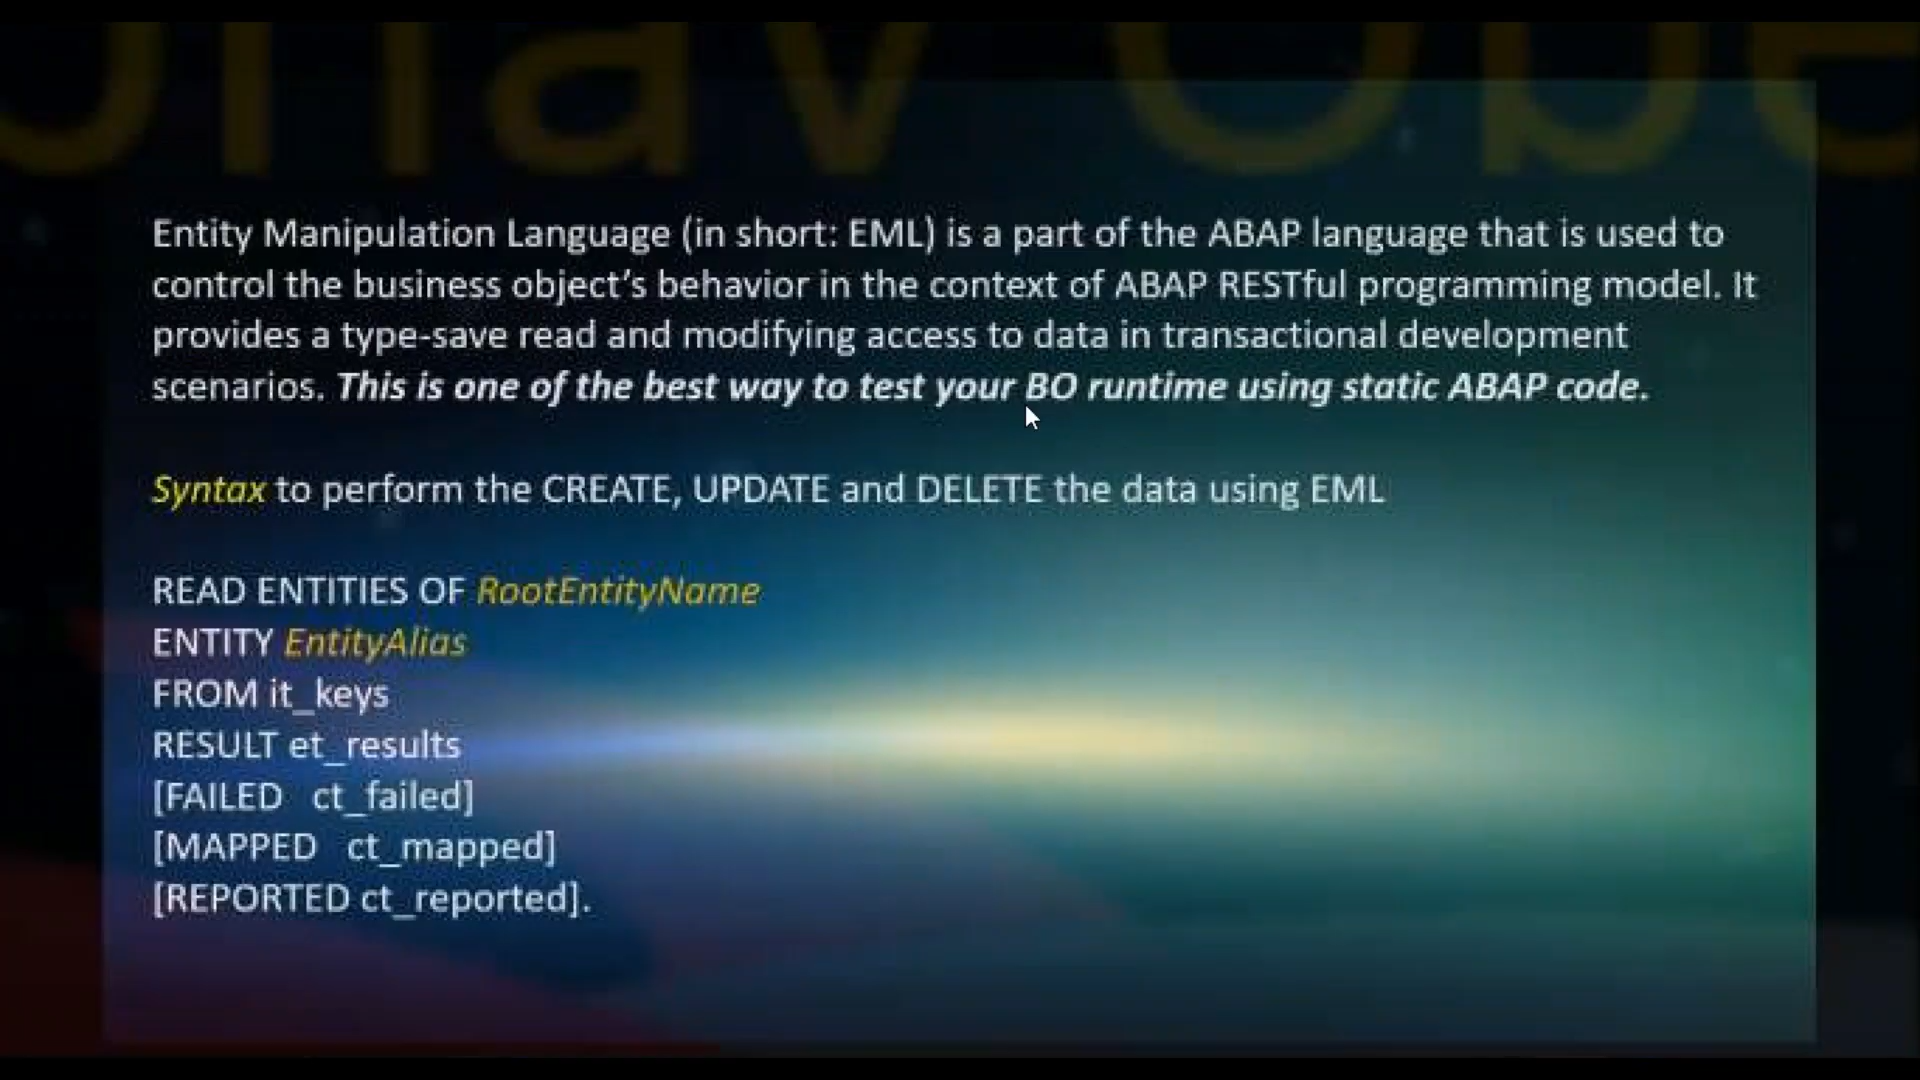 Entity Manipulation Language (in short: EML) is a part of the ABAP language that is used to
control the business object's behavior in the context of ABAP RESTful programming model. It
provides a type-save read and modifying access to data in transactional development
scenarios. This is one of the best way to test your BO runtime using static ABAP code.
Syntax to perform the CREATE, UPDATE and DELETE the data using EML
READ ENTITIES OF RootEntityName
ENTITY EntityAlias
FROM it_keys
RESULT et_results
[FAILED ct_failed]
[MAPPED ct_mapped]
[REPORTED ct_reported].